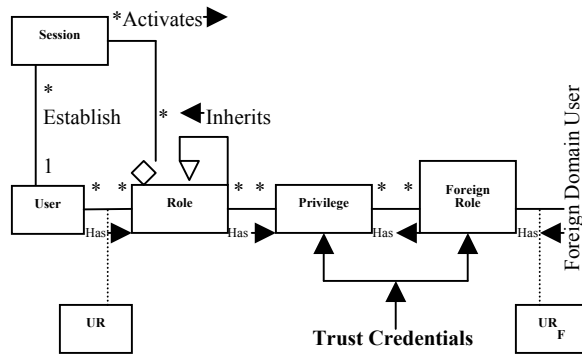 *Activates
Session
*
Establish
*
Inherits
1
* *
* *
* *
User
Role
Privilege
Foreign
Role
Foreign Domain User
Has
Has
Has
Has
UR
UR
F
Trust Credentials